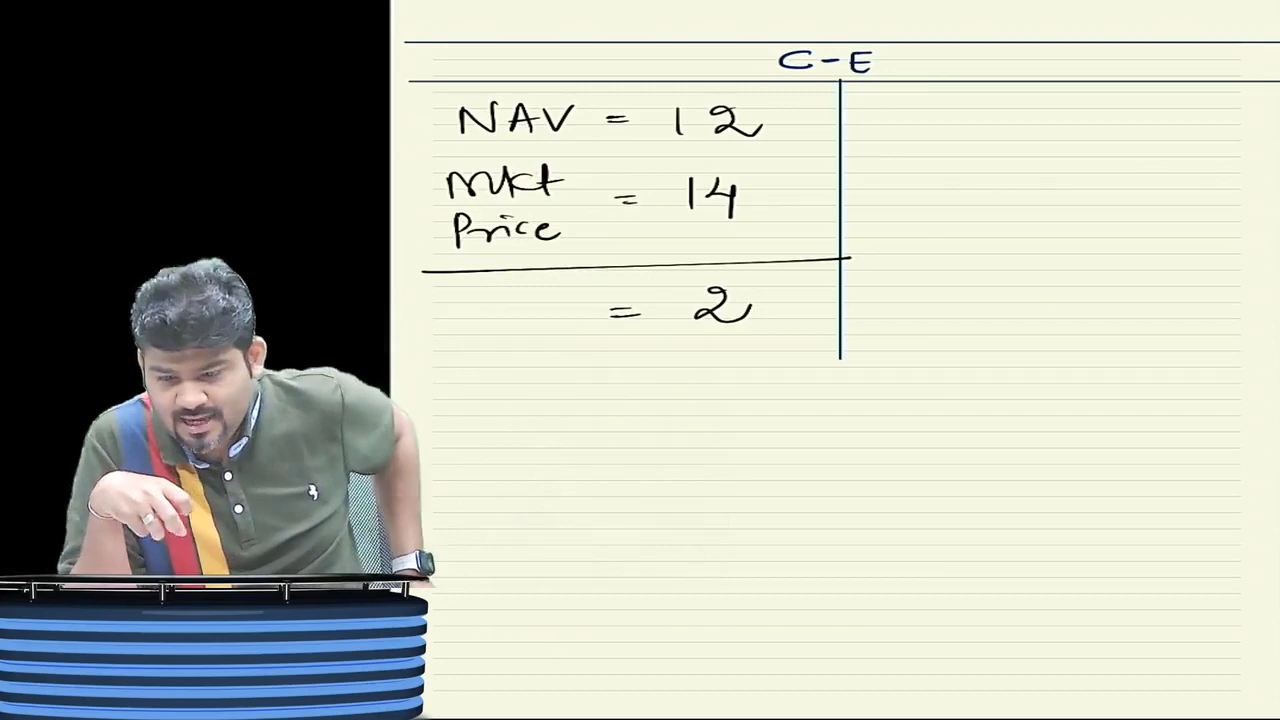 C-E
NAV = 12
Mkt
Price = 14
= 2